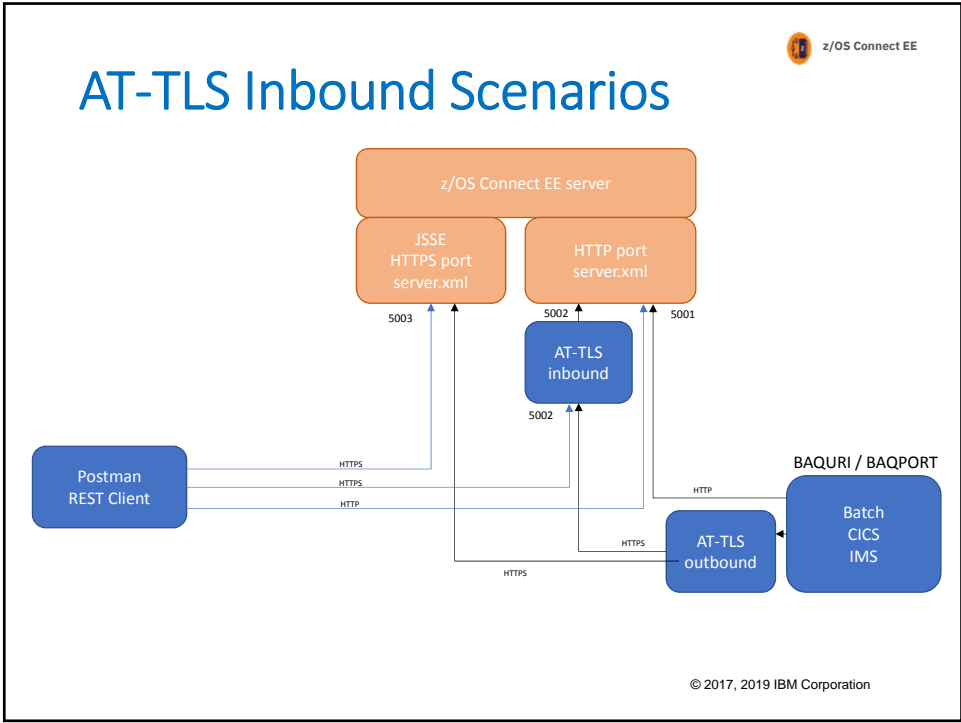 z/OS Connect EE
AT-TLS Inbound Scenarios
z/OS Connect EE server
JSSE
HTTPS port
server.xml
HTTP port
server.xml
5003
5002
5001
AT-TLS
inbound
5002
Postman
REST Client
HTTPS
HTTPS
HTTP
BAQURI / BAQPORT
HTTP
Batch
CICS
IMS
AT-TLS
outbound
HTTPS
HTTPS
© 2017, 2019 IBM Corporation